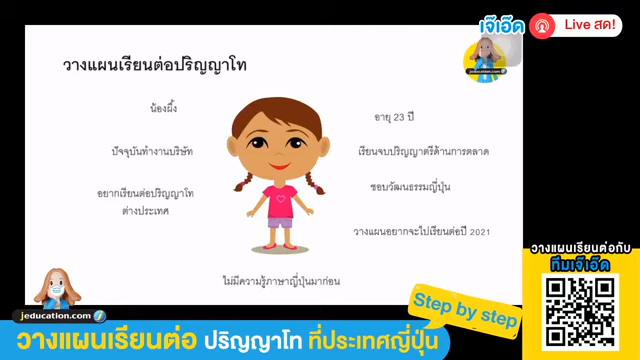 เจ๊เอ๊ด
Live สด!
jeducation.com
วางแผนเรียนต่อปริญญาโท
น้องผึ้ง
อายุ 23 ปี
ปัจจุบันทำงานบริษัท
เรียนจบปริญญาตรีด้านการตลาด
อยากเรียนต่อปริญญาโท
ต่างประเทศ
ชอบวัฒนธรรมญี่ปุ่น
วางแผนอยากจะไปเรียนต่อปี 2021
ไม่มีความรู้ภาษาญี่ปุ่นมาก่อน
วางแผนเรียนต่อกับ
ทีมเจ๊เอ๊ด
jeducation.com
Step by step
วางแผนเรียนต่อ ปริญญาโท ที่ประเทศญี่ปุ่น